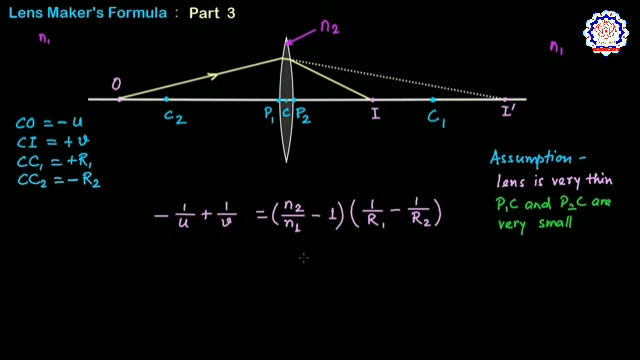 Lens Maker's Formula : Part 3
n₁
n₂
n₁
O
C₂
P₁
C
P₂
I
C₁
I'
CO = -u
CI = +v
CC₁ = +R₁
CC₂ = -R₂
Assumption -
lens is very thin
P₁C and P₂C are
very small
- 1/u + 1/v = (n₂/n₁ - 1) (1/R₁ - 1/R₂)